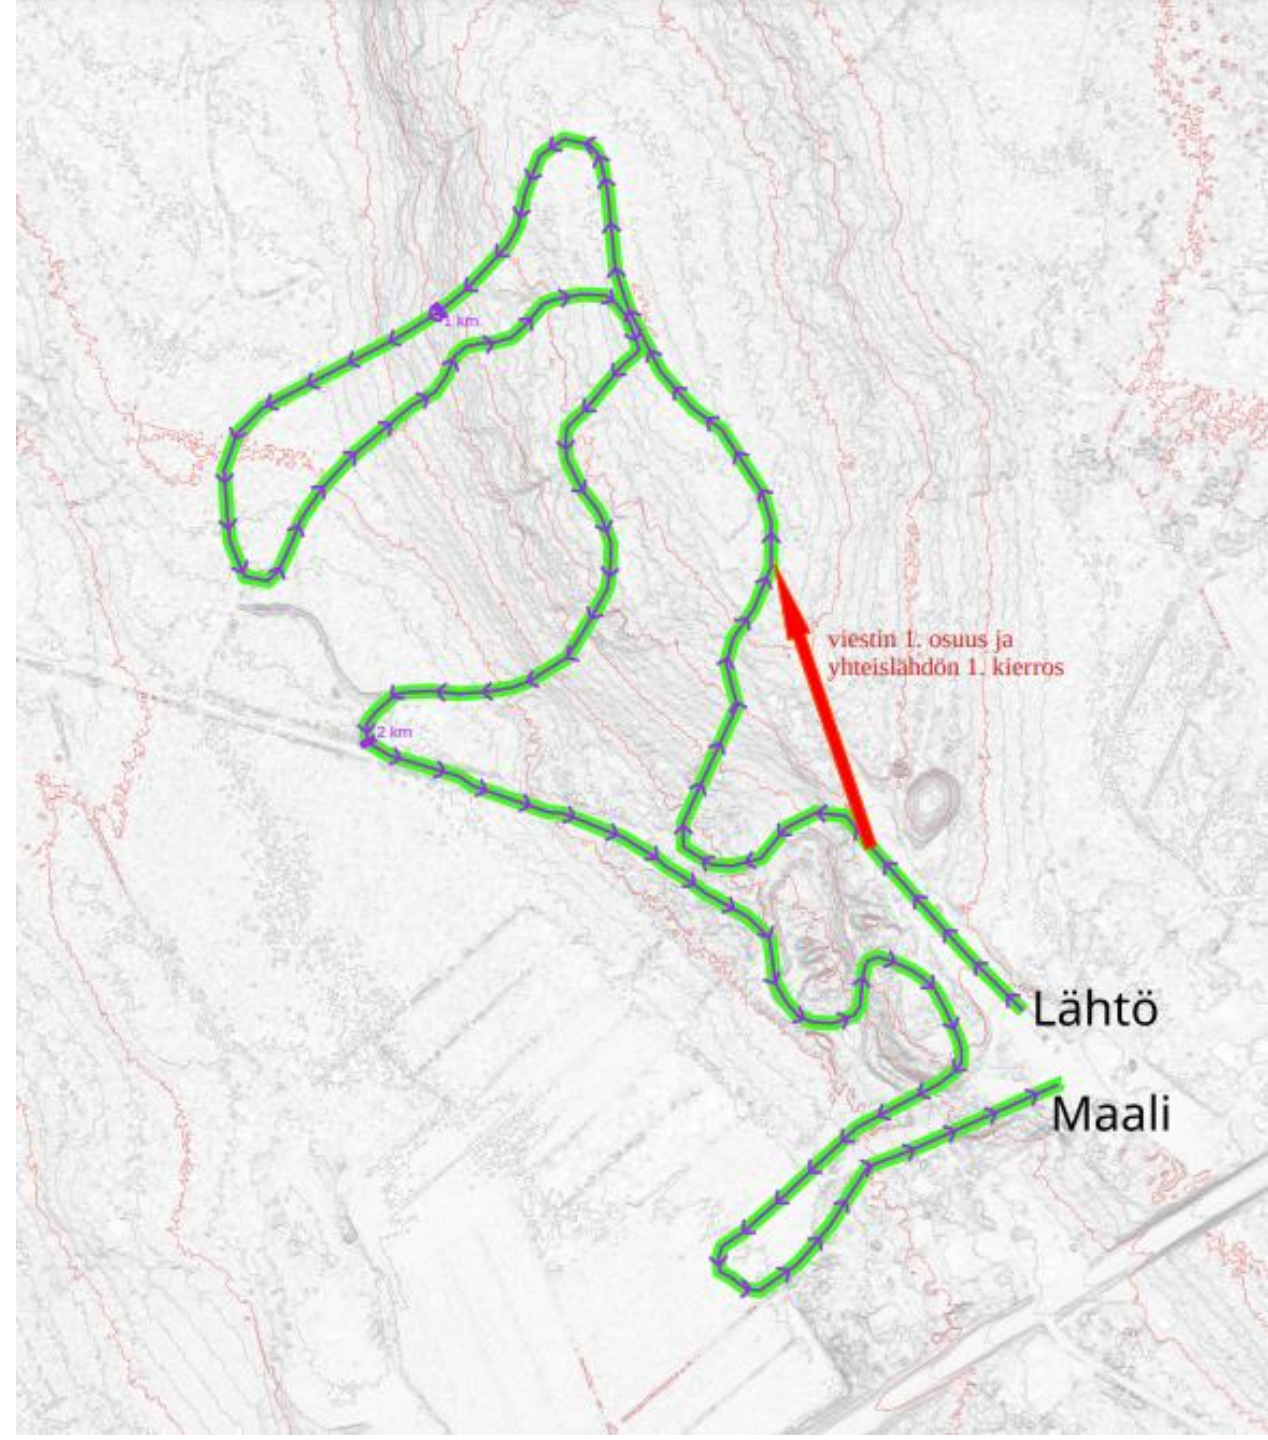 1 km
viestin 1. osuus ja
yhteislähdön 1. kierros
2 km
Lähtö
Maali